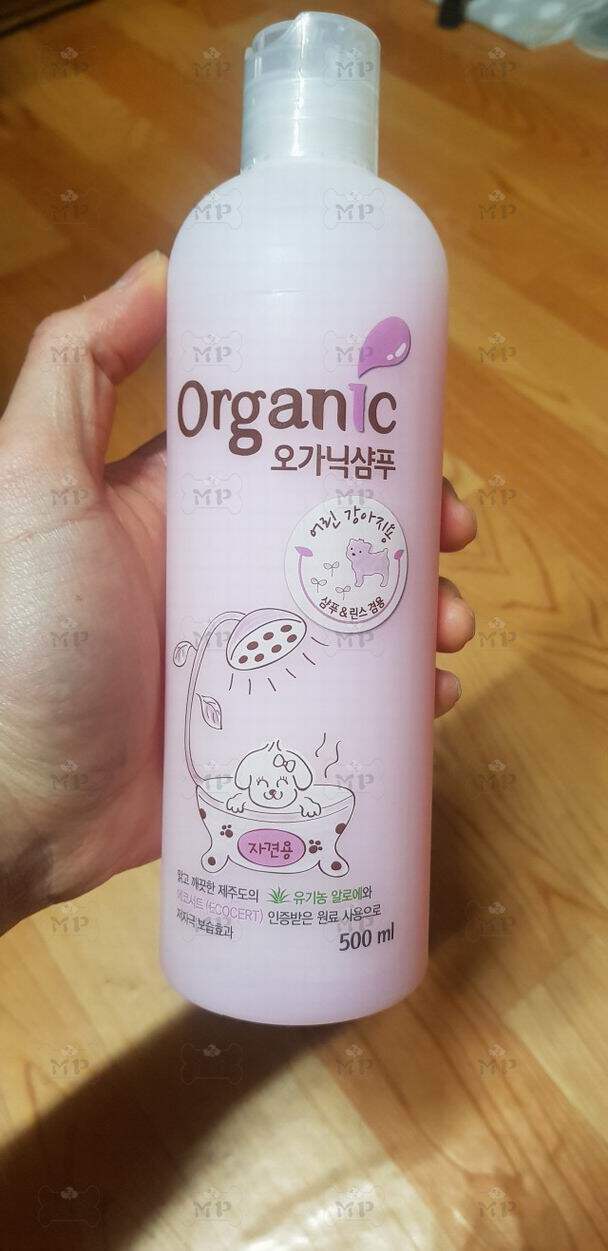 Organic
오가닉샴푸
어린 강아지용
샴푸&린스 겸용
자견용
맑고 깨끗한 제주도의 유기농 알로에와
에코서트(ECOCERT) 인증받은 원료 사용으로
저자극 보습효과
500 ml
MP